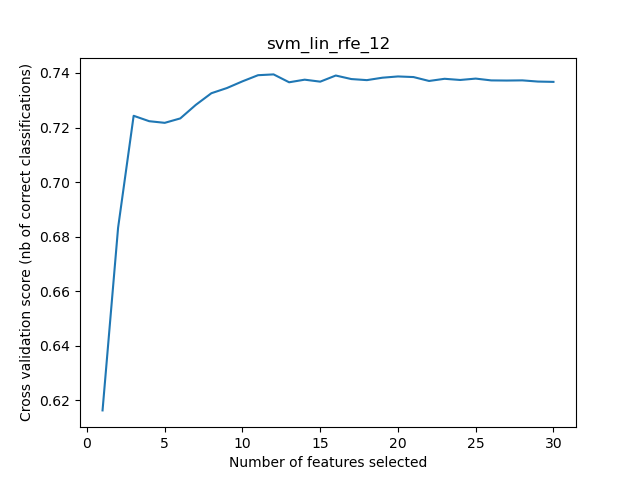 svm_lin_rfe_12
Cross validation score (nb of correct classifications)
0.74
0.72
0.70
0.68
0.66
0.64
0.62
0 5 10 15 20 25 30
Number of features selected